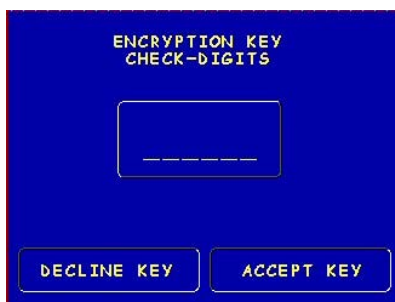 ENCRYPTION KEY
CHECK-DIGITS
______
DECLINE KEY
ACCEPT KEY